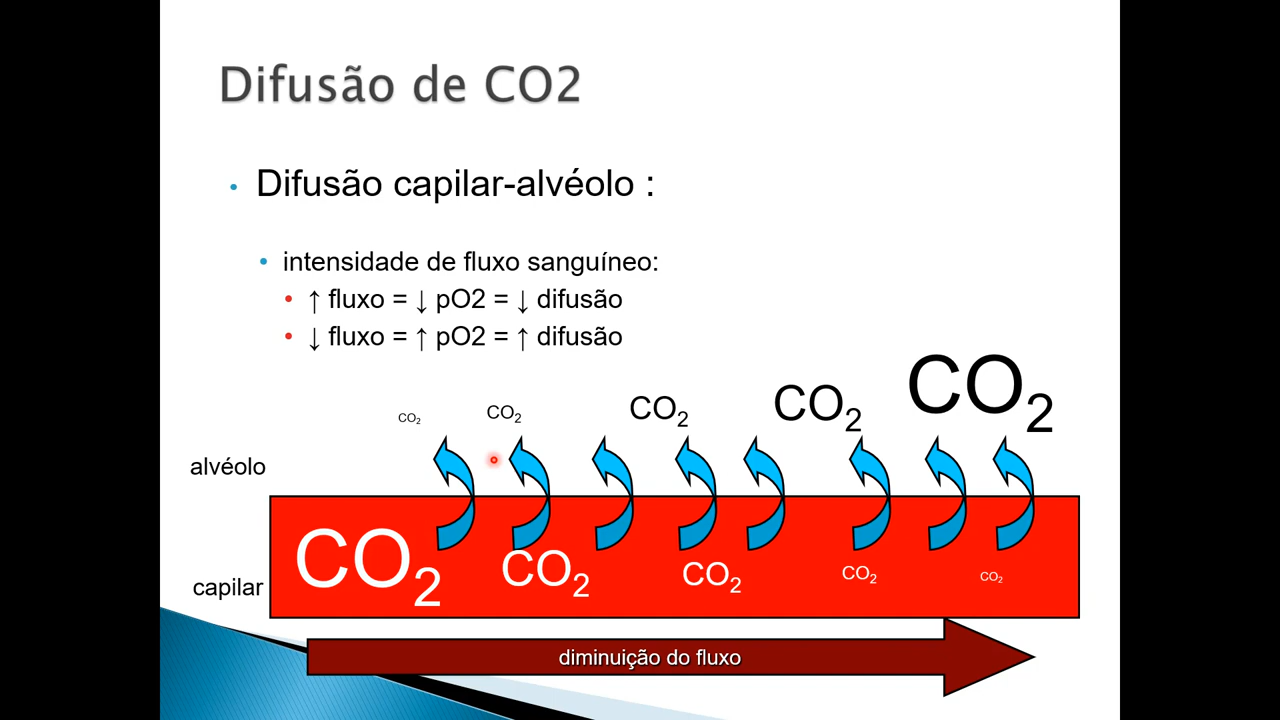 Difusão de CO2
• Difusão capilar-alvéolo :
• intensidade de fluxo sanguíneo:
• ↑ fluxo = ↓ pO2 = ↓ difusão
• ↓ fluxo = ↑ pO2 = ↑ difusão
CO₂ CO₂ CO₂ CO₂ CO₂
alvéolo
CO₂ CO₂ CO₂ CO₂ CO₂
capilar
diminuição do fluxo